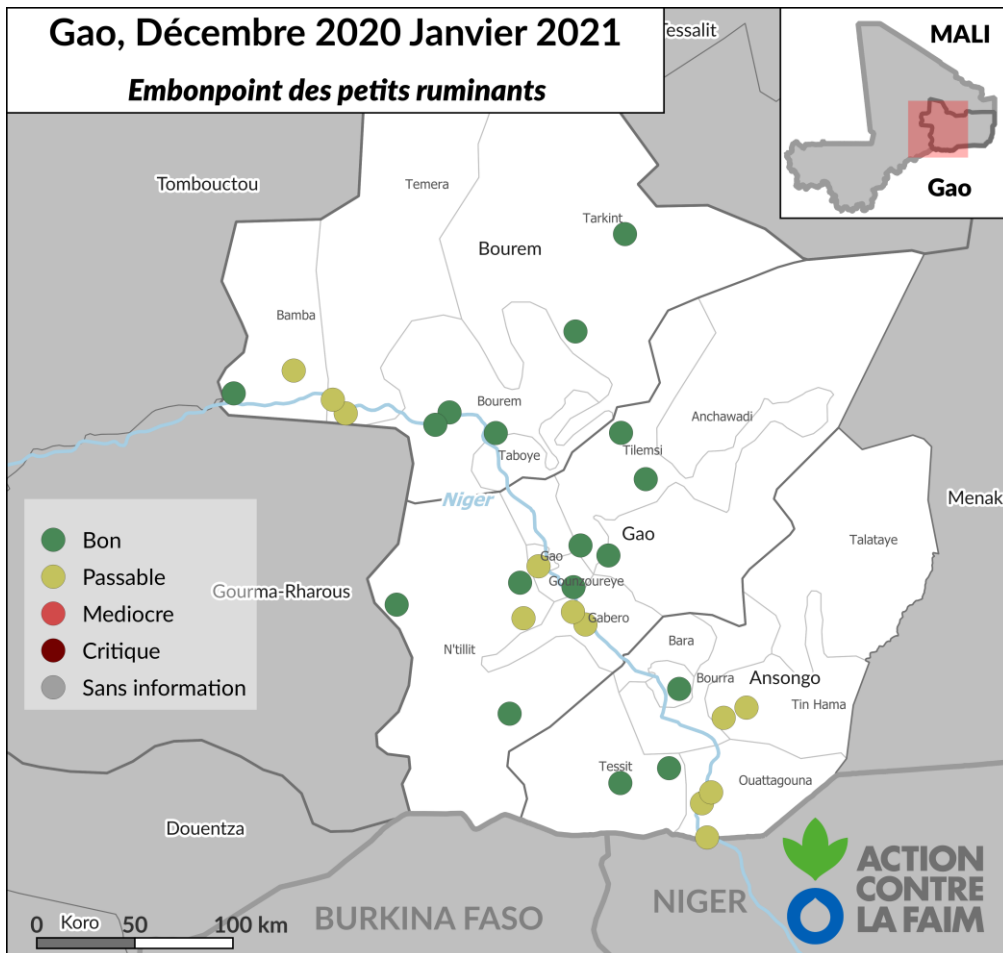 Gao, Décembre 2020 Janvier 2021
Embonpoint des petits ruminants
MALI
Gao
Tombouctou
Temera
Tarkint
Bourem
Bamba
Bourem
Anchawadi
Taboye
Tilemsi
Niger
Bon
Passable
Mediocre
Critique
Sans information
Gao
Gao
Talataye
Gounzoureye
Gourma-Rharous
Gabero
N'tillit
Bara
Bourra
Ansongo
Tin Hama
Tessit
Ouattagouna
Douentza
Koro
0 50 100 km
BURKINA FASO
NIGER
ACTION
CONTRE
LA FAIM